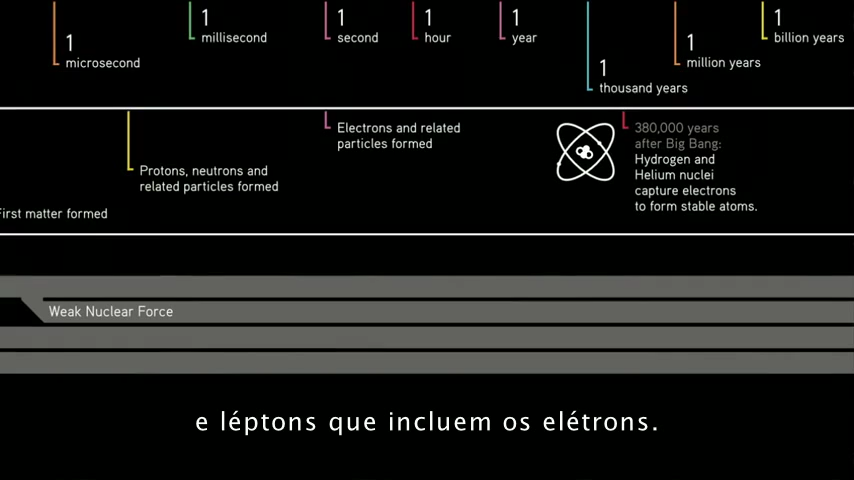 1
microsecond
1
millisecond
1
second
1
hour
1
year
1
thousand years
1
million years
1
billion years
First matter formed
Protons, neutrons and
related particles formed
Electrons and related
particles formed
380,000 years
after Big Bang:
Hydrogen and
Helium nuclei
capture electrons
to form stable atoms.
Weak Nuclear Force
e léptons que incluem os elétrons.